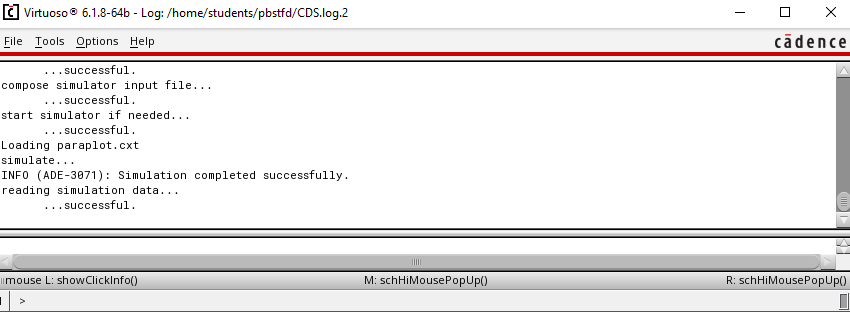 Virtuoso® 6.1.8-64b - Log: /home/students/pbstfd/CDS.log.2
File Tools Options Help
cādence
...successful.
compose simulator input file...
...successful.
start simulator if needed...
...successful.
Loading paraplot.cxt
simulate...
INFO (ADE-3071): Simulation completed successfully.
reading simulation data...
...successful.
mouse L: showClickInfo() M: schHiMousePopUp() R: schHiMousePopUp()
>